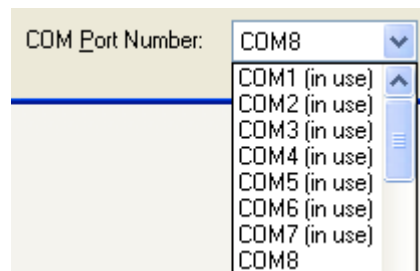 COM Port Number: COM8
COM1 (in use)
COM2 (in use)
COM3 (in use)
COM4 (in use)
COM5 (in use)
COM6 (in use)
COM7 (in use)
COM8